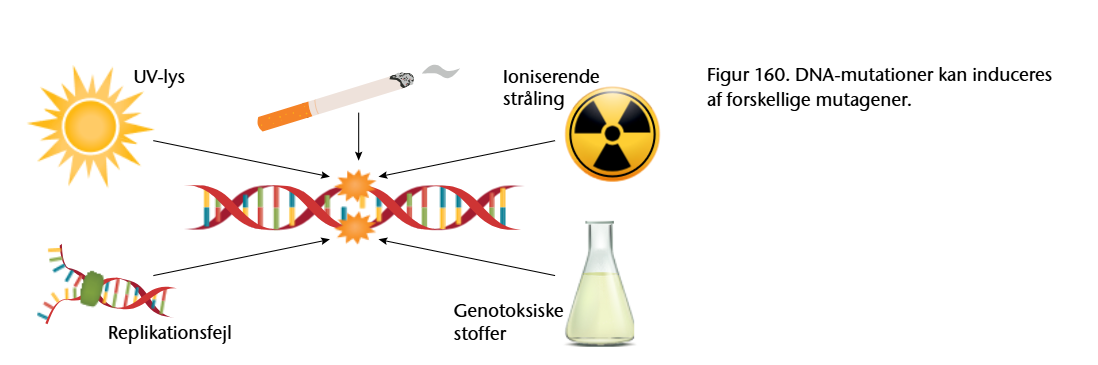 UV-lys
Ioniserende
stråling
Figur 160. DNA-mutationer kan induceres
af forskellige mutagener.
Replikationsfejl
Genotoksiske
stoffer